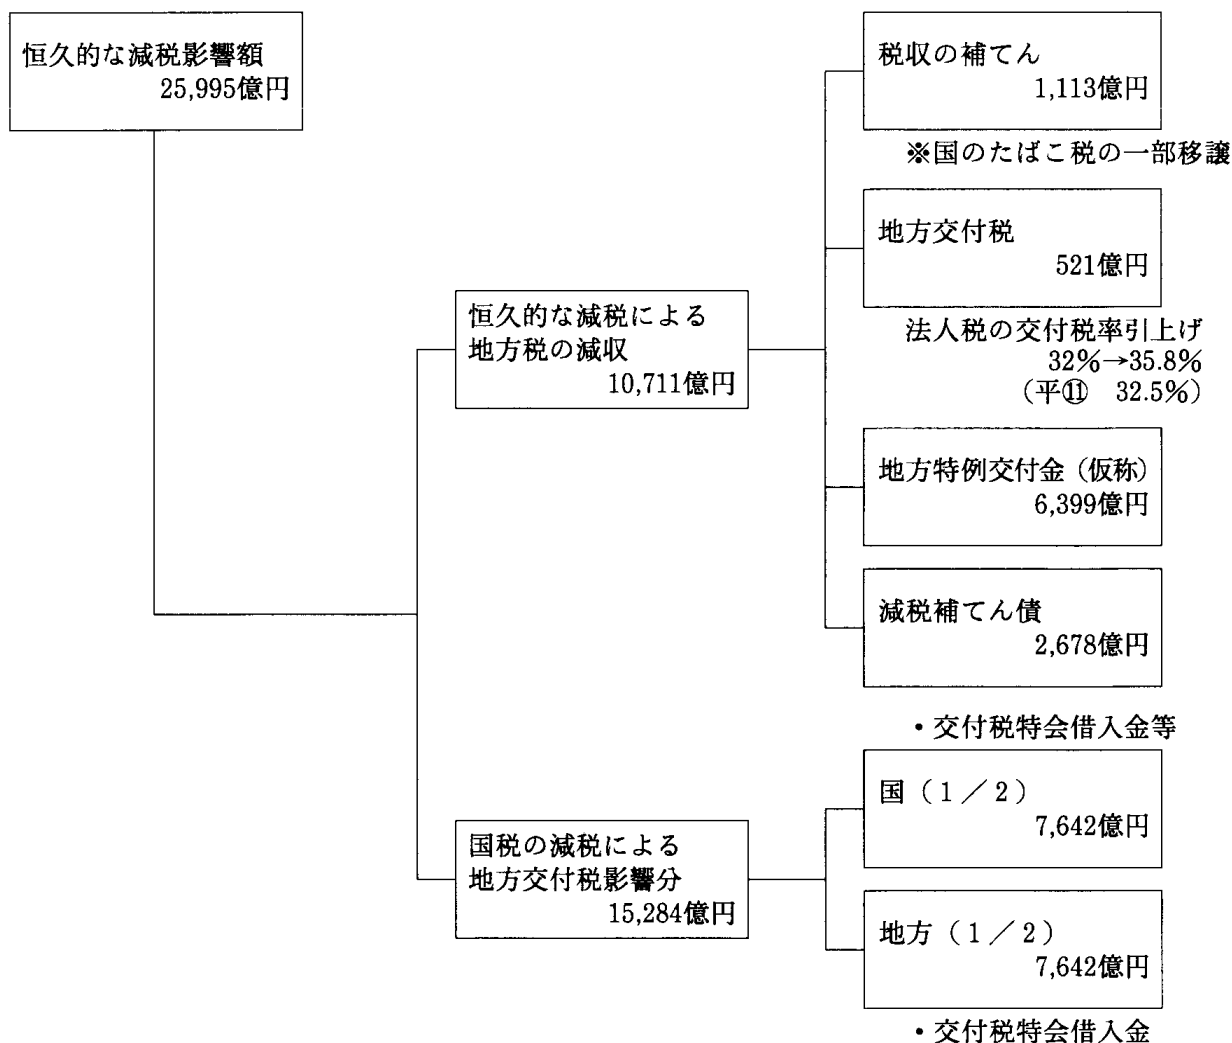 恒久的な減税影響額
25,995億円
恒久的な減税による
地方税の減収
10,711億円
税収の補てん
1,113億円
※国のたばこ税の一部移譲
地方交付税
521億円
法人税の交付税率引上げ
32%→35.8%
(平⑪ 32.5%)
地方特例交付金(仮称)
6,399億円
減税補てん債
2,678億円
国税の減税による
地方交付税影響分
15,284億円
・交付税特会借入金等
国(1/2)
7,642億円
地方(1/2)
7,642億円
・交付税特会借入金